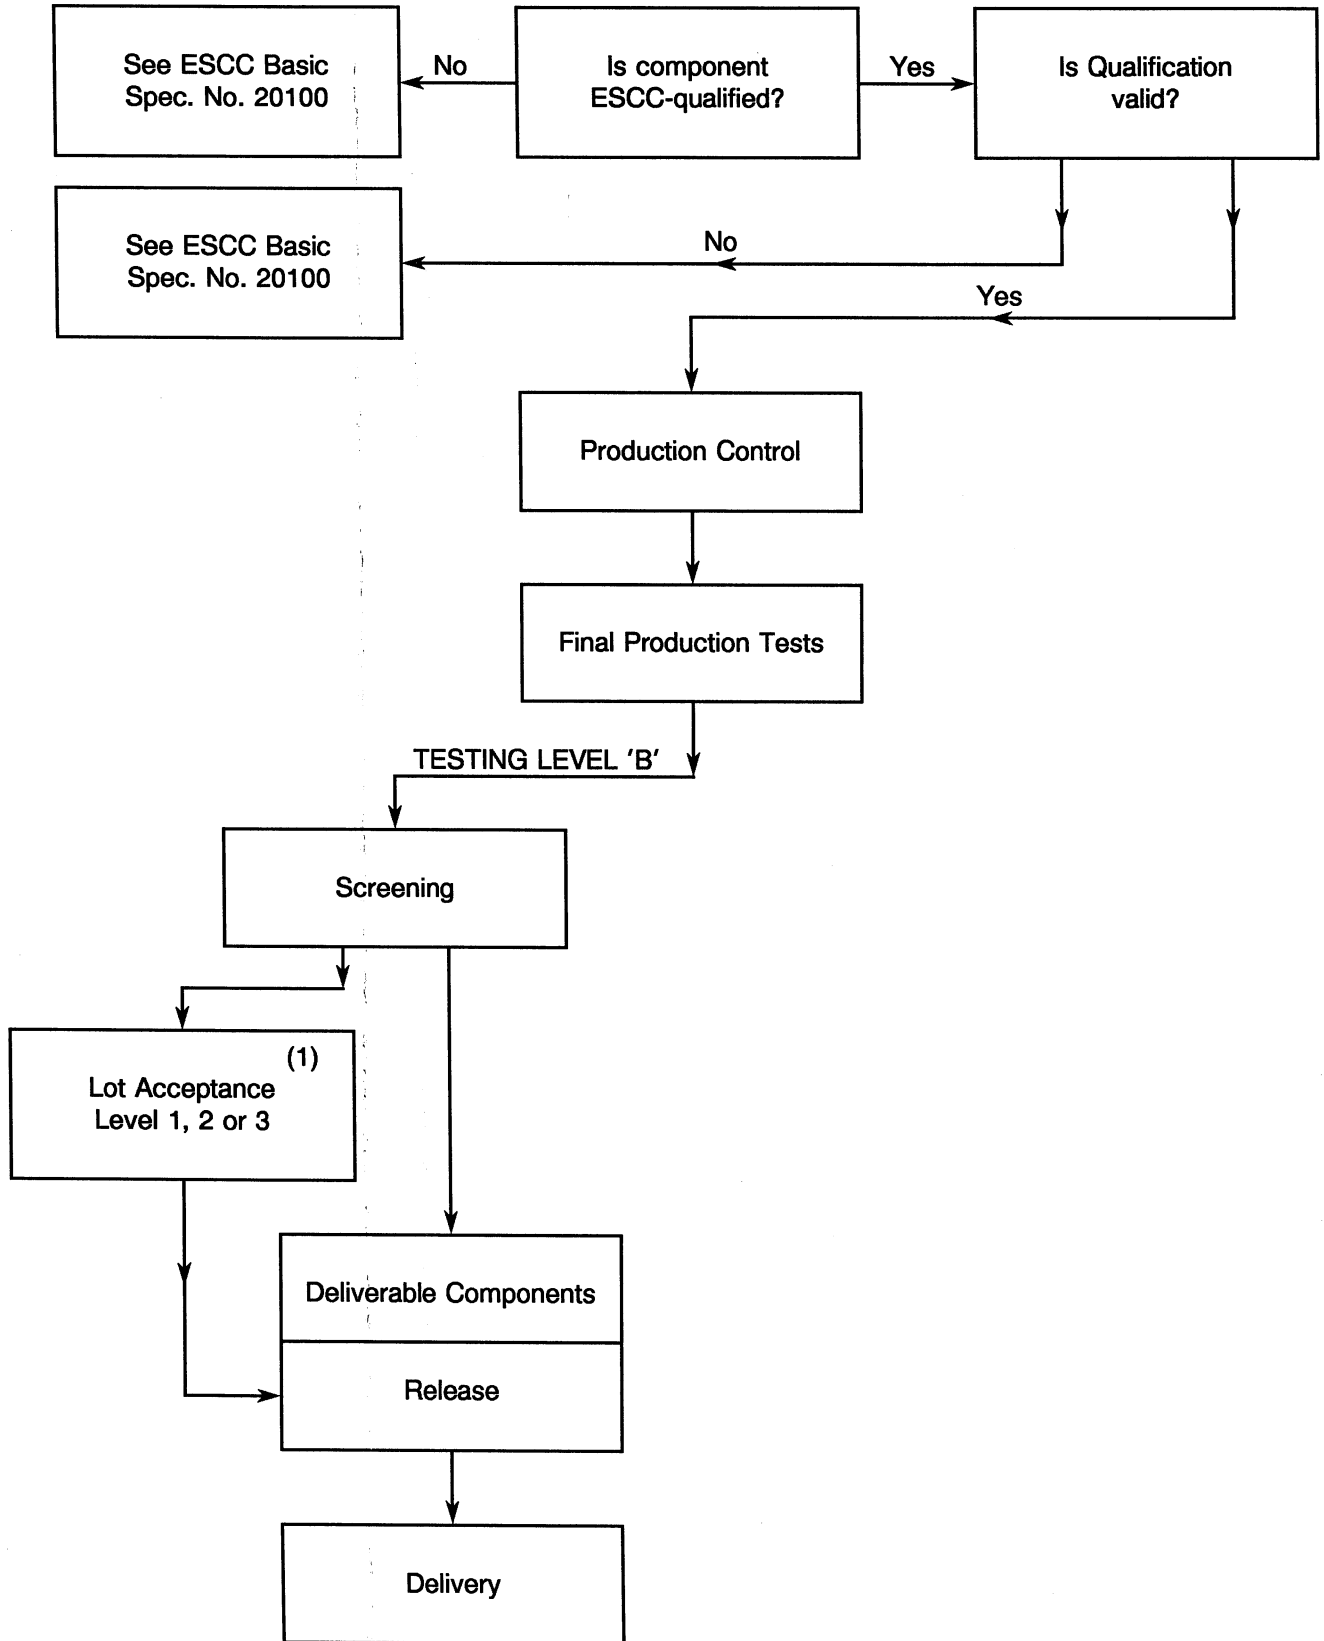 See ESCC Basic
Spec. No. 20100
No
Is component
ESCC-qualified?
Yes
Is Qualification
valid?
See ESCC Basic
Spec. No. 20100
No
Yes
Production Control
Final Production Tests
TESTING LEVEL 'B'
Screening
(1)
Lot Acceptance
Level 1, 2 or 3
Deliverable Components
Release
Delivery